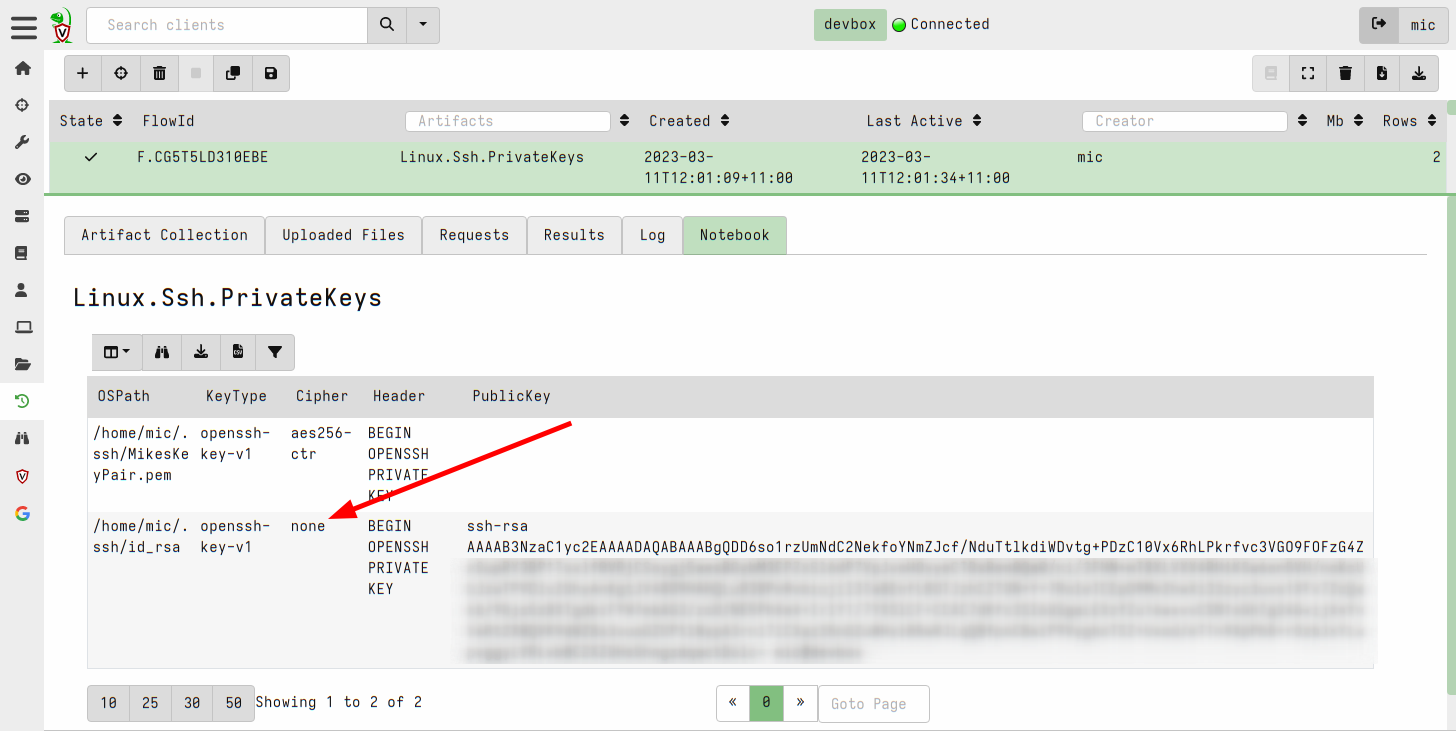 Search clients
devbox
Connected
mic
State
FlowId
Artifacts
Created
Last Active
Creator
Mb
Rows
F.CG5T5LD310EBE
Linux.Ssh.PrivateKeys
2023-03-
11T12:01:09+11:00
2023-03-
11T12:01:34+11:00
mic
2
Artifact Collection
Uploaded Files
Requests
Results
Log
Notebook
Linux.Ssh.PrivateKeys
OSPath
KeyType
Cipher
Header
PublicKey
/home/mic/.
ssh/MikesKe
yPair.pem
openssh-
key-v1
aes256-
ctr
BEGIN
OPENSSH
PRIVATE
KEY
/home/mic/.
ssh/id_rsa
openssh-
key-v1
none
BEGIN
OPENSSH
PRIVATE
KEY
ssh-rsa
AAAAB3NzaC1yc2EAAAADAQABAAABgQDD6so1rzUmNdC2NekfoYNmZJcf/NduTtlkdiWDvtg+PDzC10Vx6RhLPkrfvc3VGO9FOFzG4Z
10
25
30
50
Showing 1 to 2 of 2
«
0
»
Goto Page